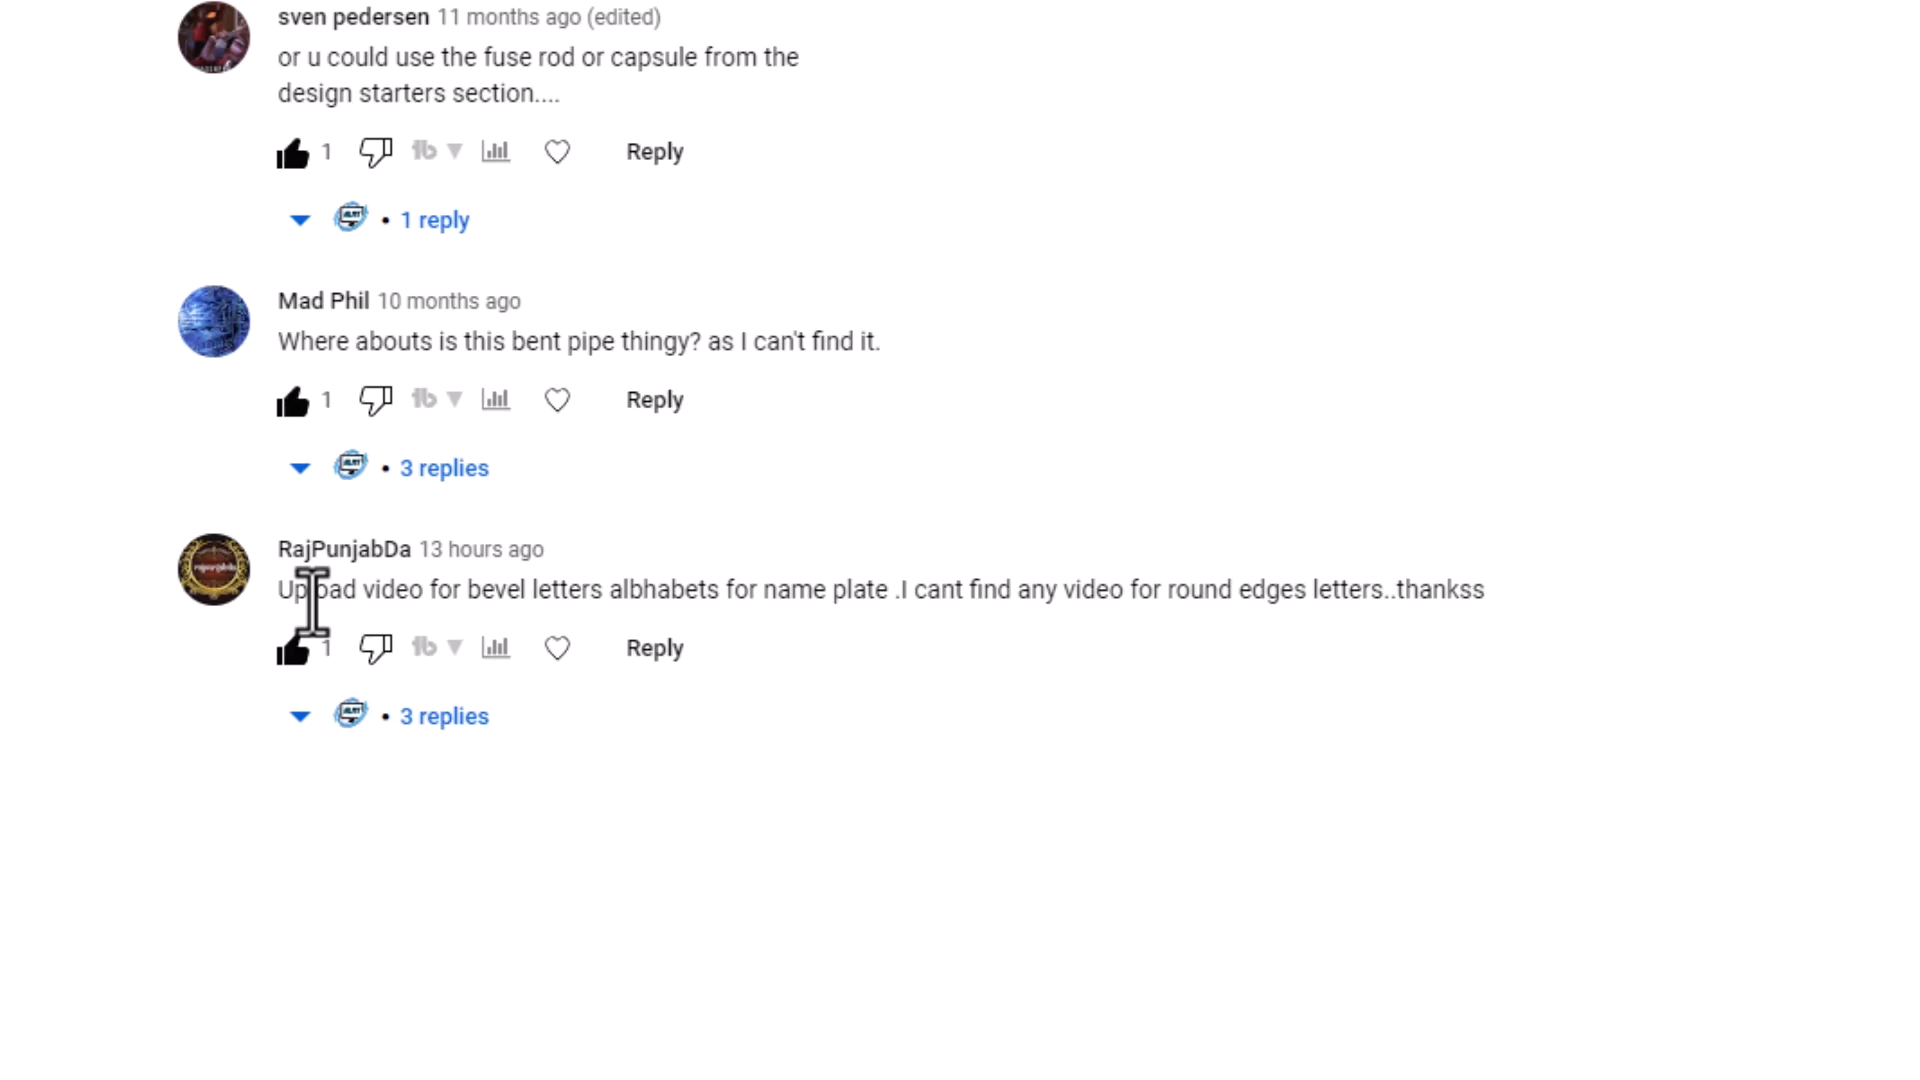 sven pedersen 11 months ago (edited)
or u could use the fuse rod or capsule from the
design starters section....
1 Reply
1 reply
Mad Phil 10 months ago
Where abouts is this bent pipe thingy? as I can't find it.
1 Reply
3 replies
RajPunjabDa 13 hours ago
video for bevel letters albhabets for name plate .I cant find any video for round edges letters..thankss
1 Reply
3 replies